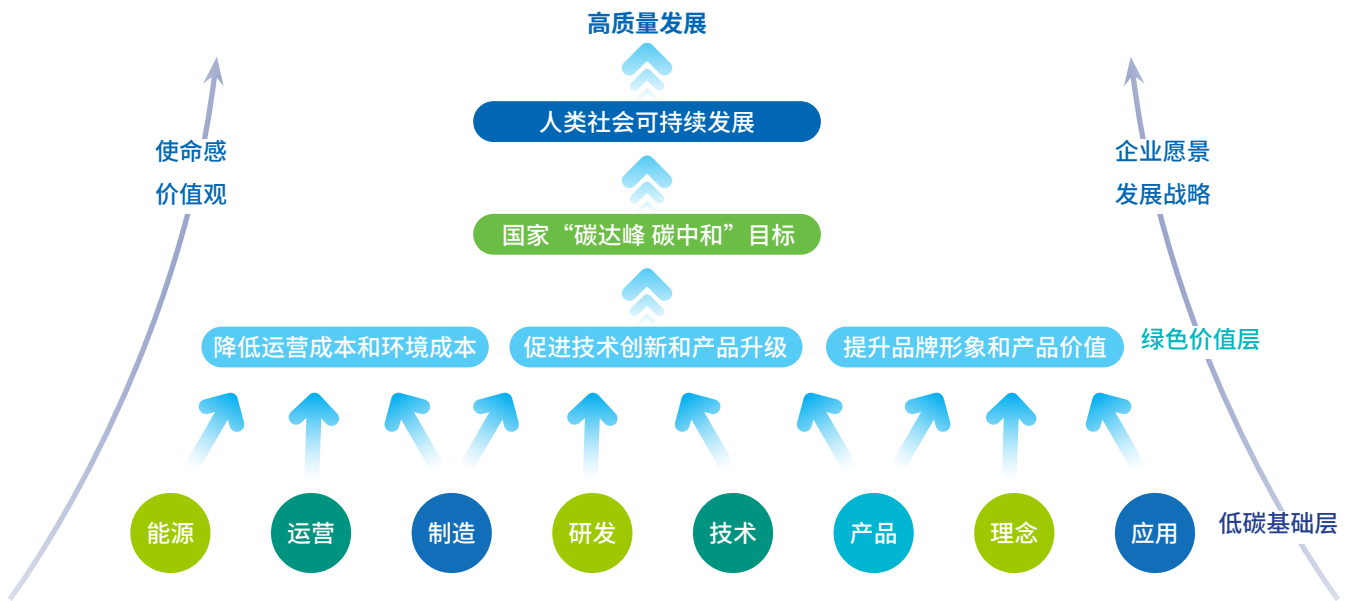 高质量发展
人类社会可持续发展
使命感
价值观
企业愿景
发展战略
国家“碳达峰 碳中和”目标
降低运营成本和环境成本
促进技术创新和产品升级
提升品牌形象和产品价值
绿色价值层
能源
运营
制造
研发
技术
产品
理念
应用
低碳基础层